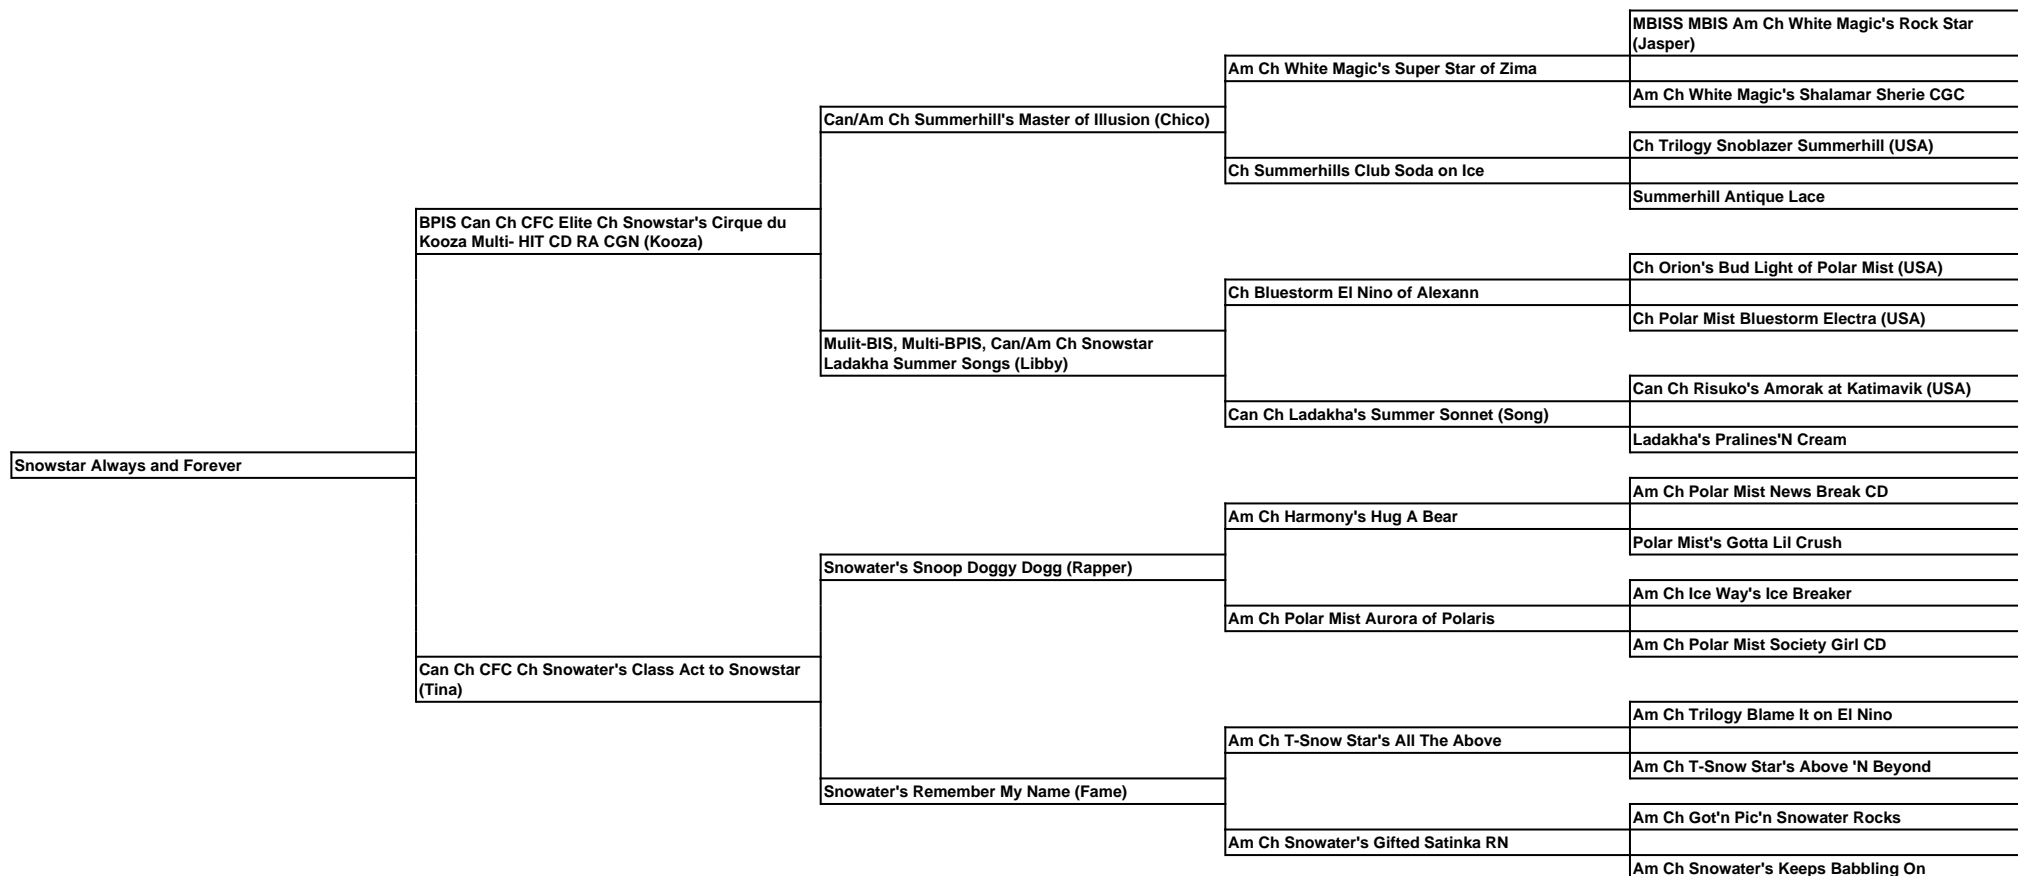 MBISS MBIS Am Ch White Magic's Rock Star
(Jasper)
Am Ch White Magic's Super Star of Zima
Am Ch White Magic's Shalamar Sherie CGC
Can/Am Ch Summerhill's Master of Illusion (Chico)
Ch Trilogy Snoblazer Summerhill (USA)
Ch Summerhills Club Soda on Ice
Summerhill Antique Lace
BPIS Can Ch CFC Elite Ch Snowstar's Cirque du
Kooza Multi- HIT CD RA CGN (Kooza)
Ch Orion's Bud Light of Polar Mist (USA)
Ch Bluestorm El Nino of Alexann
Ch Polar Mist Bluestorm Electra (USA)
Mulit-BIS, Multi-BPIS, Can/Am Ch Snowstar
Ladakha Summer Songs (Libby)
Can Ch Risuko's Amorak at Katimavik (USA)
Can Ch Ladakha's Summer Sonnet (Song)
Ladakha's Pralines'N Cream
Snowstar Always and Forever
Am Ch Polar Mist News Break CD
Am Ch Harmony's Hug A Bear
Polar Mist's Gotta Lil Crush
Snowater's Snoop Doggy Dogg (Rapper)
Am Ch Ice Way's Ice Breaker
Am Ch Polar Mist Aurora of Polaris
Am Ch Polar Mist Society Girl CD
Can Ch CFC Ch Snowater's Class Act to Snowstar
(Tina)
Am Ch Trilogy Blame It on El Nino
Am Ch T-Snow Star's All The Above
Am Ch T-Snow Star's Above 'N Beyond
Snowater's Remember My Name (Fame)
Am Ch Got'n Pic'n Snowater Rocks
Am Ch Snowater's Gifted Satinka RN
Am Ch Snowater's Keeps Babbling On